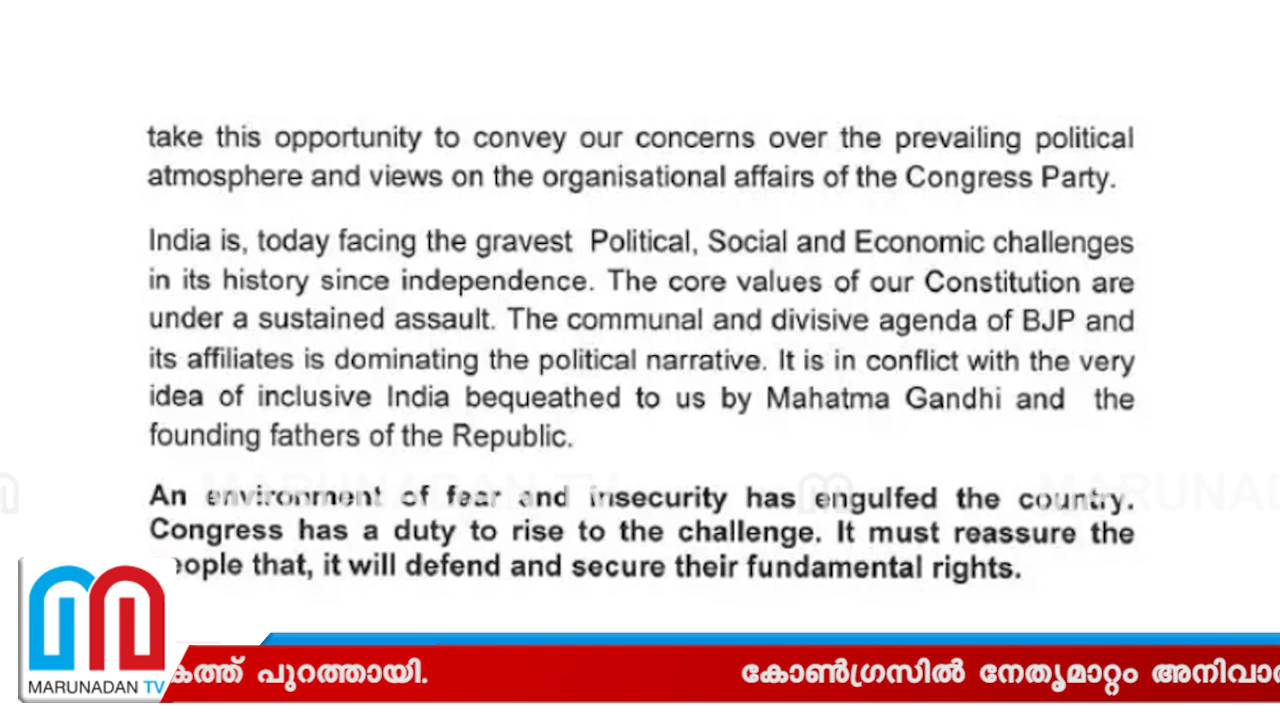 take this opportunity to convey our concerns over the prevailing political
atmosphere and views on the organisational affairs of the Congress Party.
India is, today facing the gravest Political, Social and Economic challenges
in its history since independence. The core values of our Constitution are
under a sustained assault. The communal and divisive agenda of BJP and
its affiliates is dominating the political narrative. It is in conflict with the very
idea of inclusive India bequeathed to us by Mahatma Gandhi and the
founding fathers of the Republic.
MARUNADAN TV
An environment of fear and insecurity has engulfed the country.
Congress has a duty to rise to the challenge. It must reassure the
people that, it will defend and secure their fundamental rights.
പുറത്തായി. കോൺഗ്രസിൽ നേതൃമാറ്റം
MARUNADAN TV